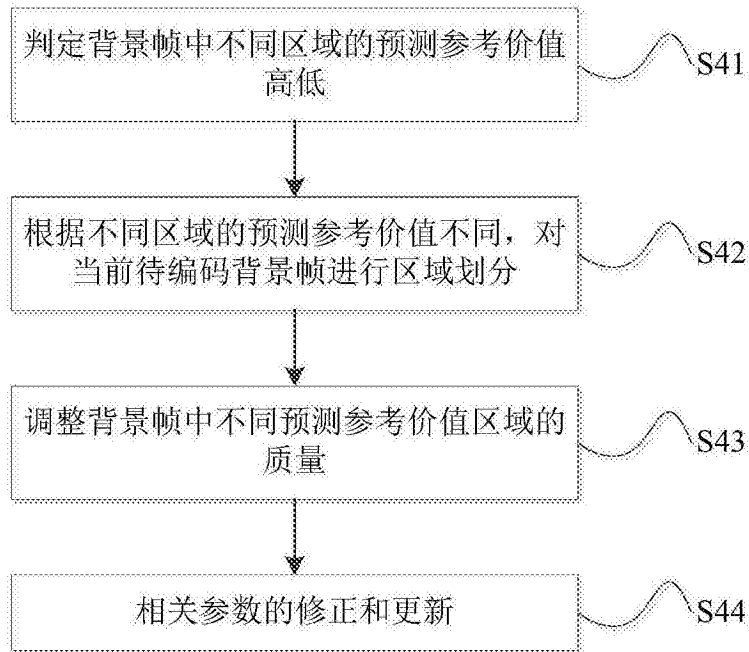 判定背景帧中不同区域的预测参考价值
高低
S41
根据不同区域的预测参考价值不同，对
当前待编码背景帧进行区域划分
S42
调整背景帧中不同预测参考价值区域的
质量
S43
相关参数的修正和更新
S44